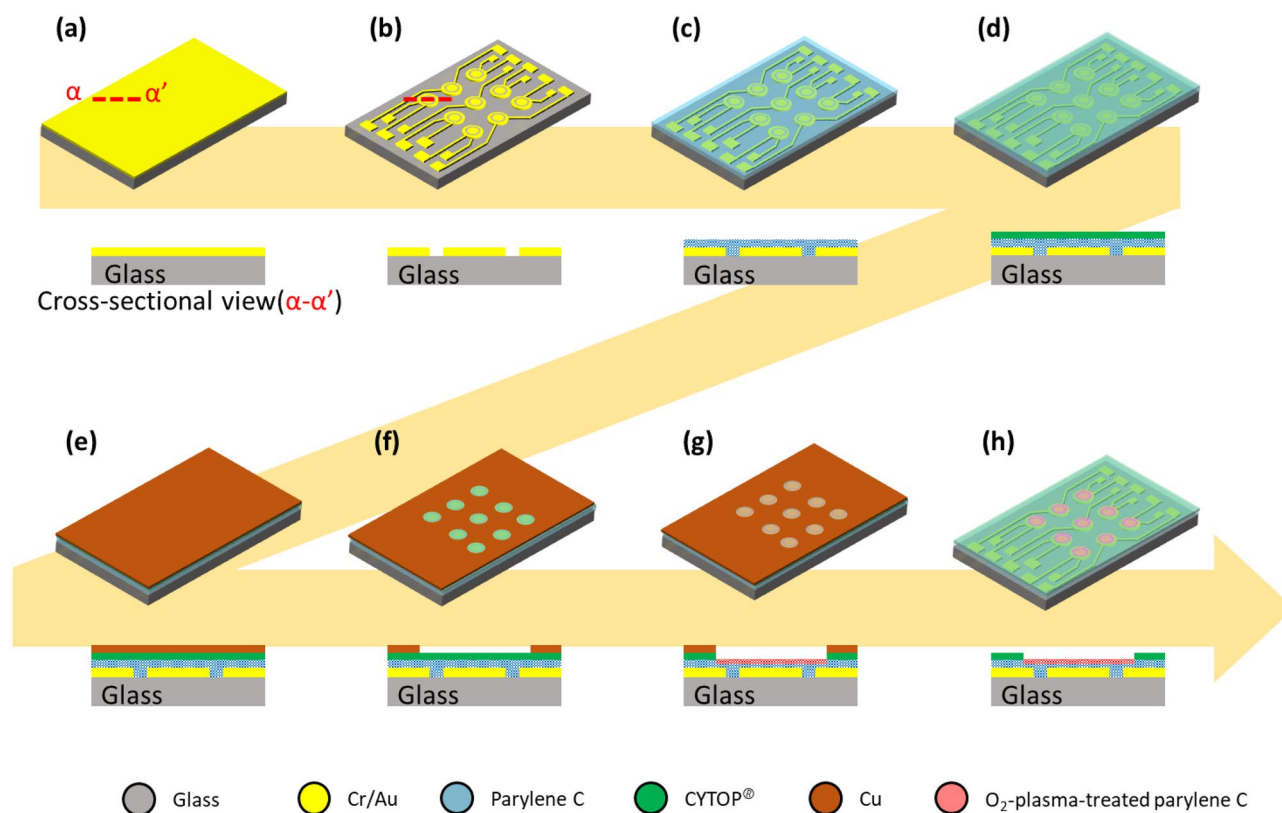 (a)
(b)
(c)
(d)
α
α’
Glass
Glass
Glass
Glass
Cross-sectional view(α-α’)
(e)
(f)
(g)
(h)
Glass
Glass
Glass
Glass
Glass
Cr/Au
Parylene C
CYTOP®
Cu
O₂-plasma-treated parylene C